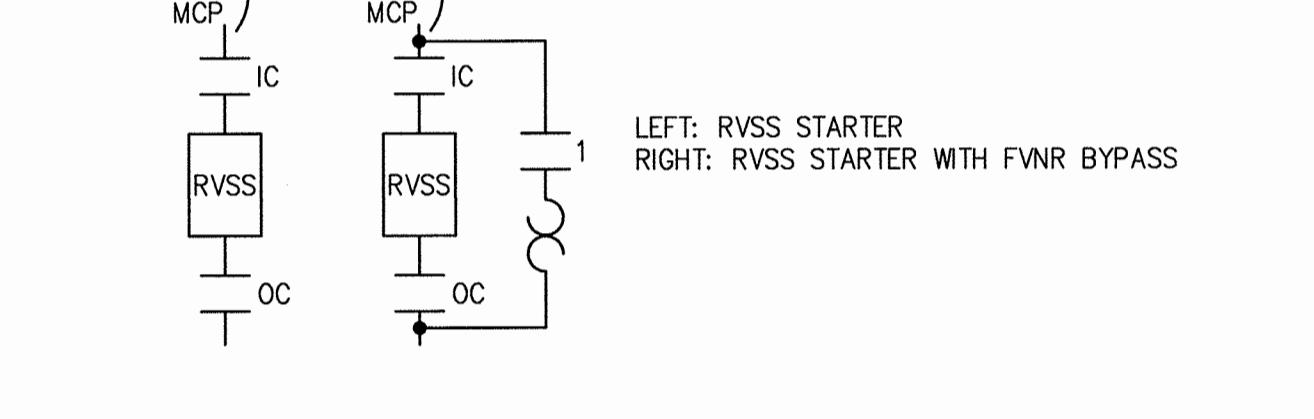 MCP
MCP
IC
IC
1
LEFT: RVSS STARTER
RIGHT: RVSS STARTER WITH FVNR BYPASS
RVSS
RVSS
OC
OC